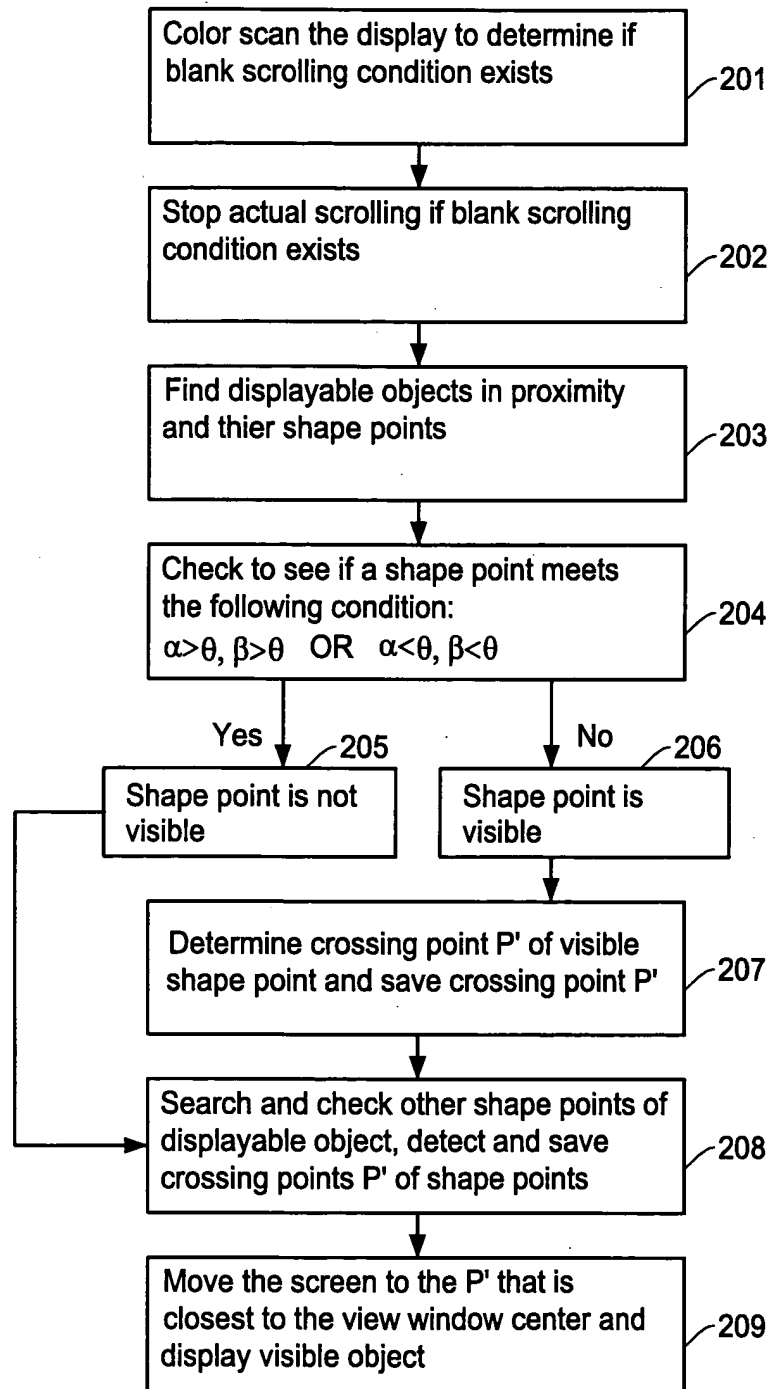 Color scan the display to determine if
blank scrolling condition exists
201
Stop actual scrolling if blank scrolling
condition exists
202
Find displayable objects in proximity
and thier shape points
203
Check to see if a shape point meets
the following condition:
α>θ, β>θ OR α<θ, β<θ
204
Yes
205
No
206
Shape point is not
visible
Shape point is
visible
Determine crossing point P' of visible
shape point and save crossing point P'
207
Search and check other shape points of
displayable object, detect and save
crossing points P' of shape points
208
Move the screen to the P' that is
closest to the view window center and
display visible object
209